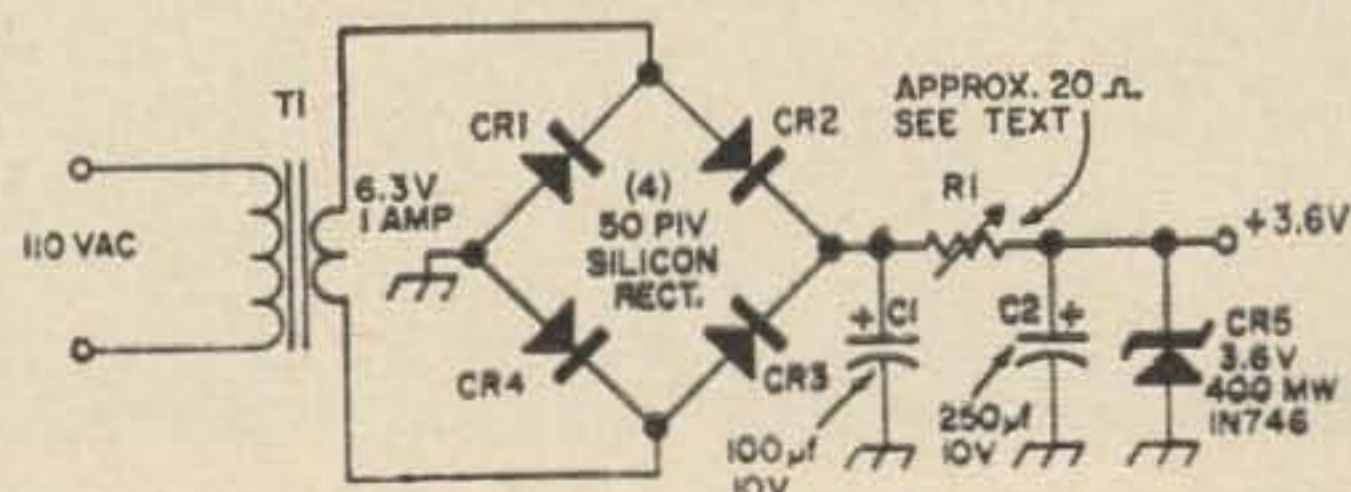 T1
110 VAC
6.3V
1 AMP
CR1
CR2
(4)
50 PIV
SILICON
RECT.
CR4
CR3
APPROX. 20 Ω
SEE TEXT
R1
+3.6V
+ C1
100µf
10V
C2 +
250µf
10V
CR5
3.6V
400 MW
1N746